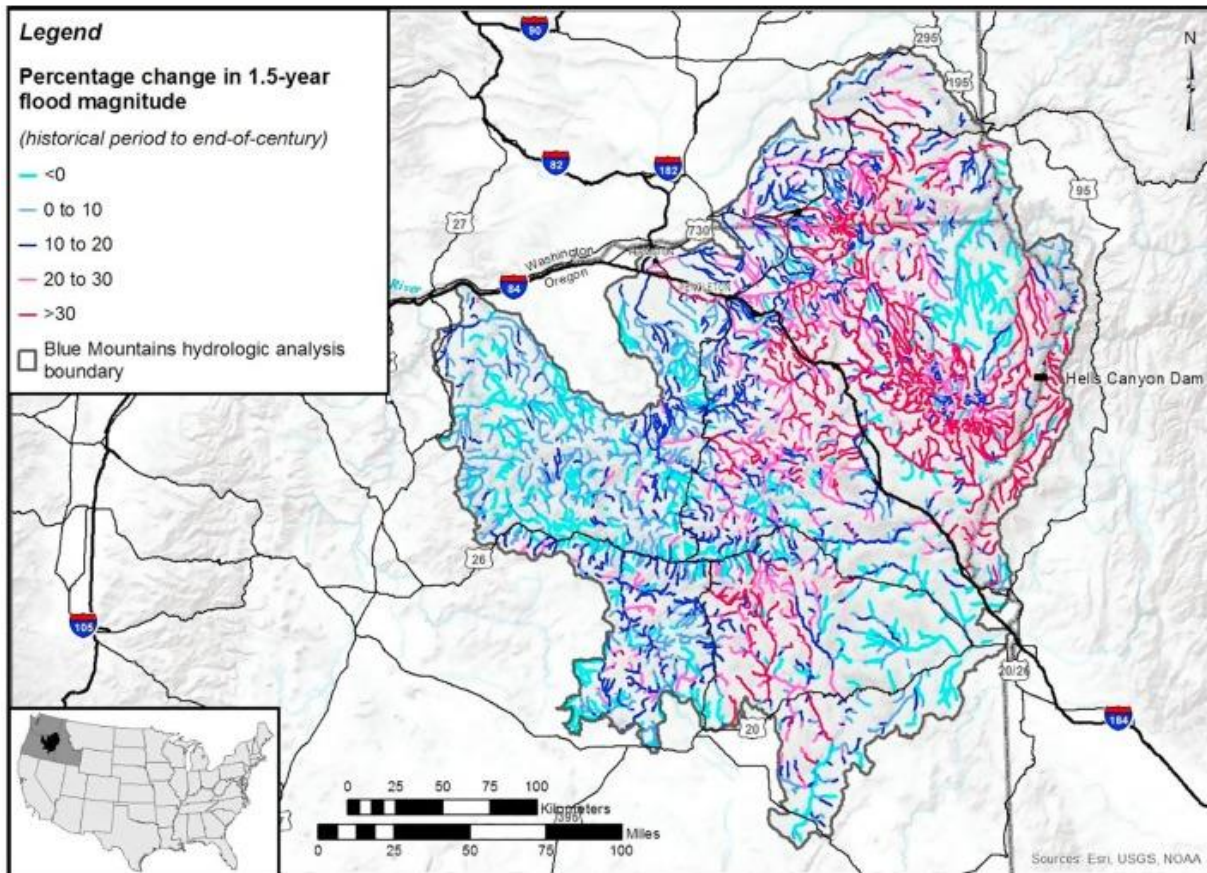 Legend
Percentage change in 1.5-year
flood magnitude
(historical period to end-of-century)
<0
0 to 10
10 to 20
20 to 30
>30
Blue Mountains hydrologic analysis
boundary
90
82
182
27
730
295
195
N
95
Washington
Oregon
River
84
Hells Canyon Dam
26
105
20/26
20
184
0 25 50 75 100
Kilometers
395
Miles
0 25 50 75 100
Sources: Esri, USGS, NOAA